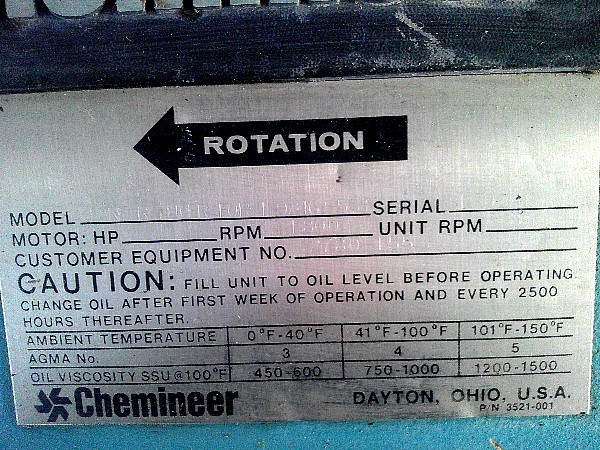 ROTATION
MODEL SERIAL
MOTOR: HP RPM UNIT RPM
CUSTOMER EQUIPMENT NO.
CAUTION: FILL UNIT TO OIL LEVEL BEFORE OPERATING.
CHANGE OIL AFTER FIRST WEEK OF OPERATION AND EVERY 2500
HOURS THEREAFTER.
AMBIENT TEMPERATURE 0°F-40°F 41°F-100°F 101°F-150°F
AGMA No. 3 4 5
OIL VISCOSITY SSU@100°F 450-600 750-1000 1200-1500
Chemineer DAYTON, OHIO, U.S.A.
P/N 3521-001